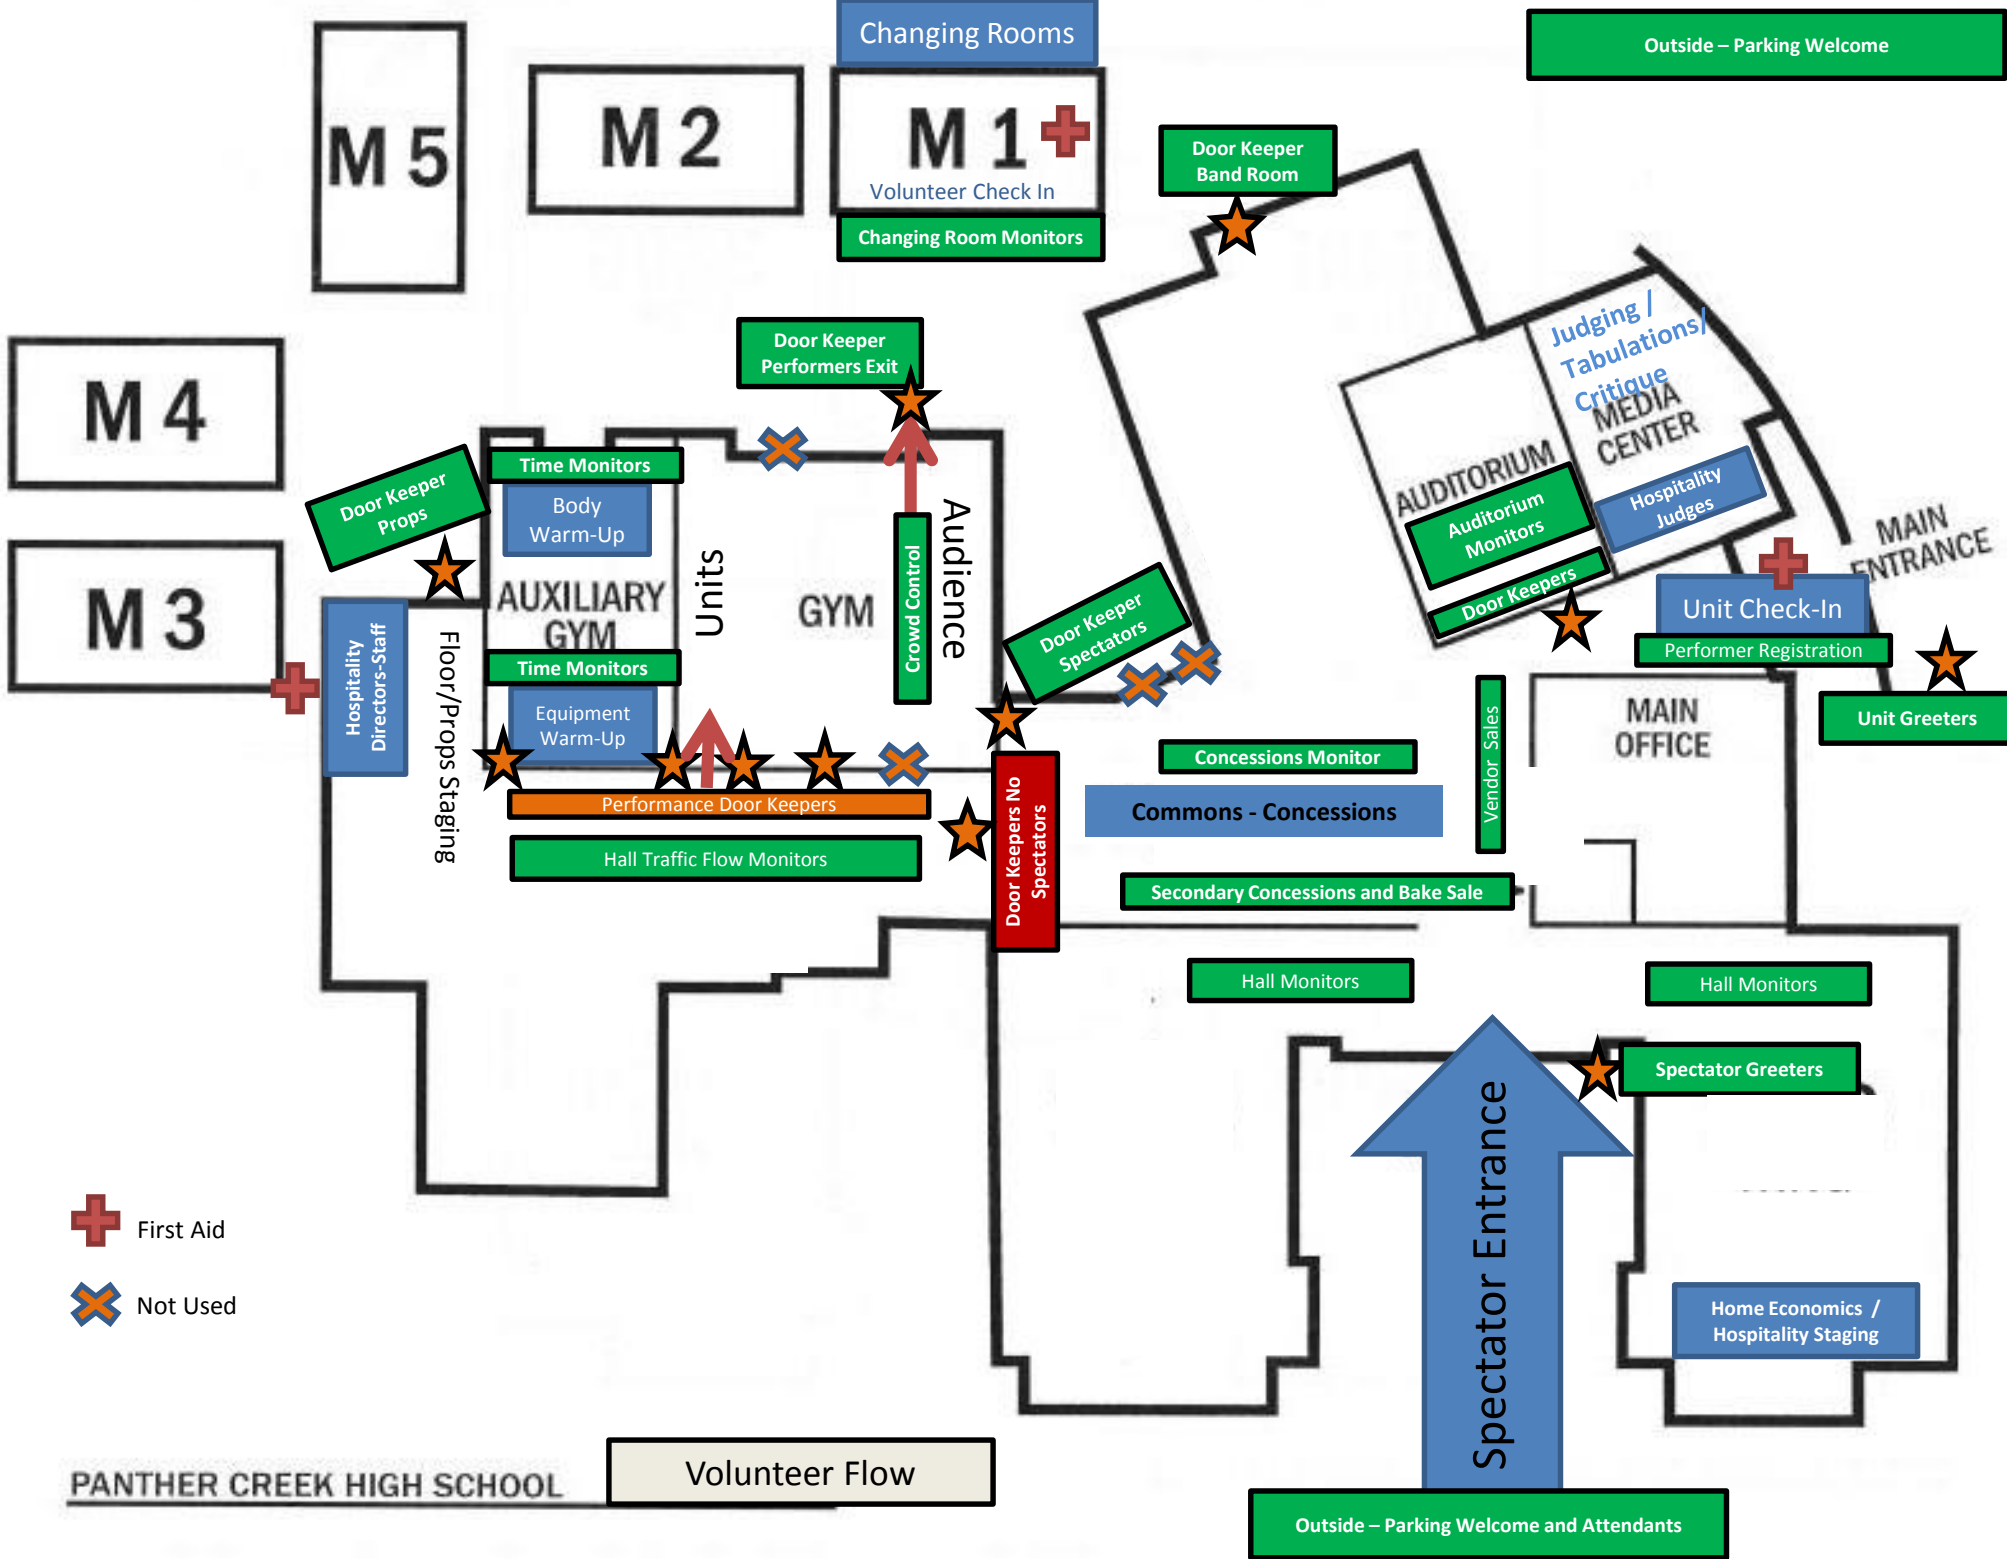 Changing Rooms
Outside – Parking Welcome
M 5
M 2
M 1
Volunteer Check In
Changing Room Monitors
Door Keeper
Band Room
Judging /
Tabulations/
Critique
MEDIA
CENTER
Door Keeper
Performers Exit
M 4
Door Keeper
Props
Time Monitors
Body
Warm-Up
AUXILIARY
GYM
Units
GYM
Crowd Control
Audience
AUDITORIUM
Auditorium
Monitors
Hospitality
Judges
Door Keepers
MAIN
ENTRANCE
M 3
Hospitality
Directors-Staff
Floor/Props Staging
Time Monitors
Equipment
Warm-Up
Door Keeper
Spectators
Unit Check-In
Performer Registration
Unit Greeters
MAIN
OFFICE
Vendor Sales
Concessions Monitor
Commons - Concessions
Performance Door Keepers
Hall Traffic Flow Monitors
Door Keepers No
Spectators
Secondary Concessions and Bake Sale
Hall Monitors
Hall Monitors
Spectator Greeters
Spectator Entrance
First Aid
Not Used
Home Economics /
Hospitality Staging
PANTHER CREEK HIGH SCHOOL
Volunteer Flow
Outside – Parking Welcome and Attendants